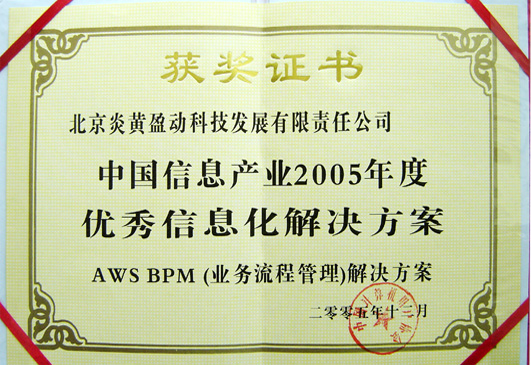 获奖证书
北京炎黄盈动科技发展有限责任公司
中国信息产业2005年度
优秀信息化解决方案
AWS BPM (业务流程管理)解决方案
二零零五年十二月